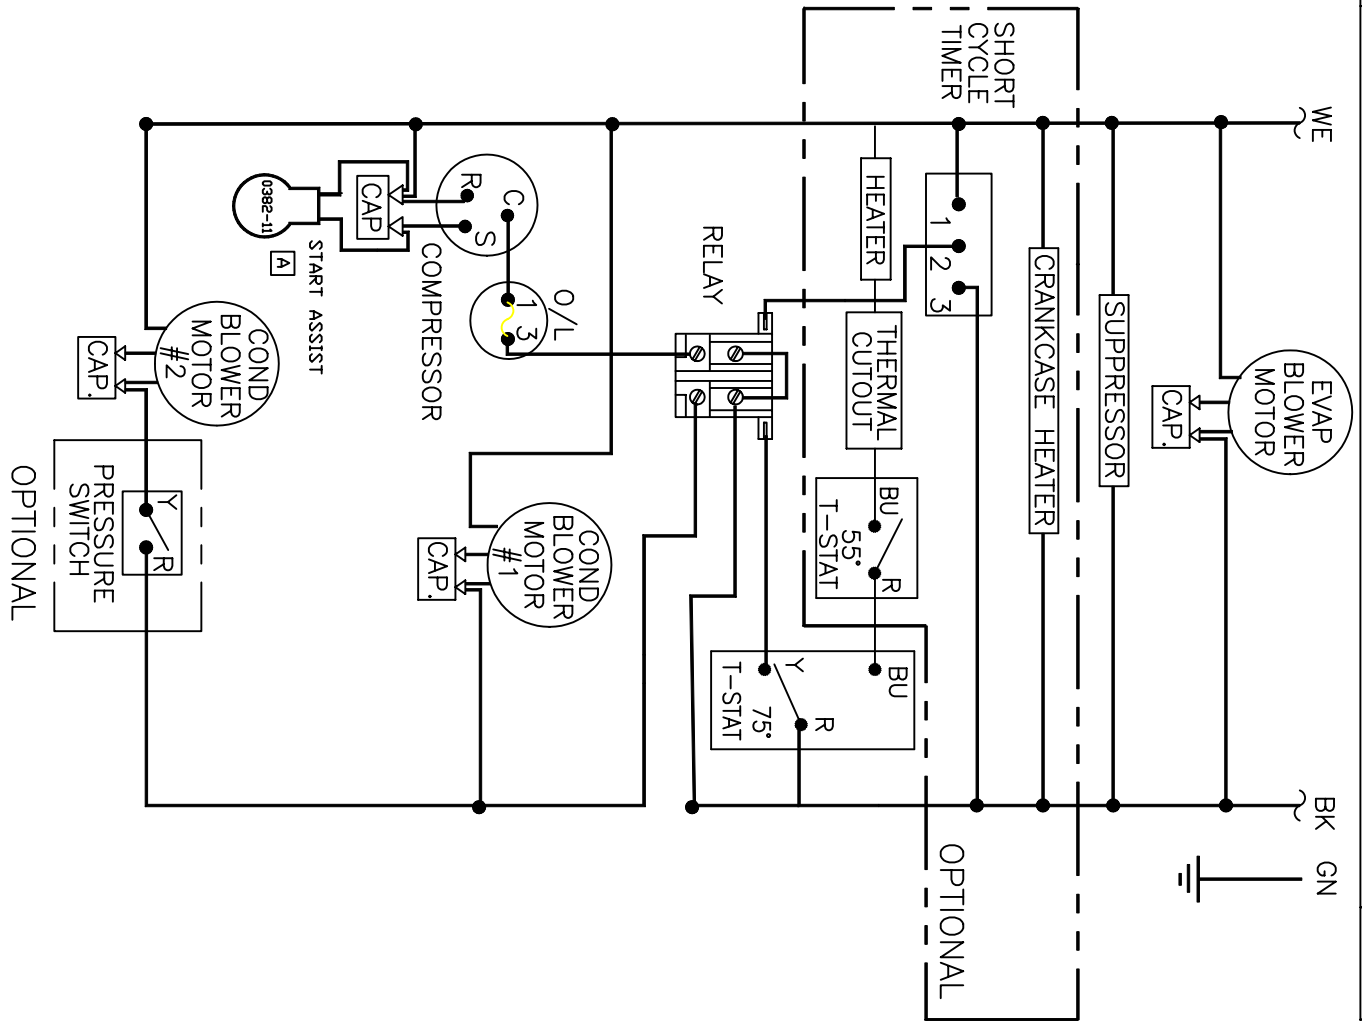 WE
BK
GN
EVAP
BLOWER
MOTOR
CAP.
SUPPRESSOR
CRANKCASE HEATER
SHORT
CYCLE
TIMER
1
2
3
OPTIONAL
HEATER
THERMAL
CUTOUT
BU
R
55°
T-STAT
BU
R
Y
75°
T-STAT
RELAY
COND
BLOWER
MOTOR
#1
CAP.
O/L
1
3
C
R
S
COMPRESSOR
CAP
START ASSIST
0382-11
A
COND
BLOWER
MOTOR
#2
CAP.
Y
R
PRESSURE
SWITCH
OPTIONAL